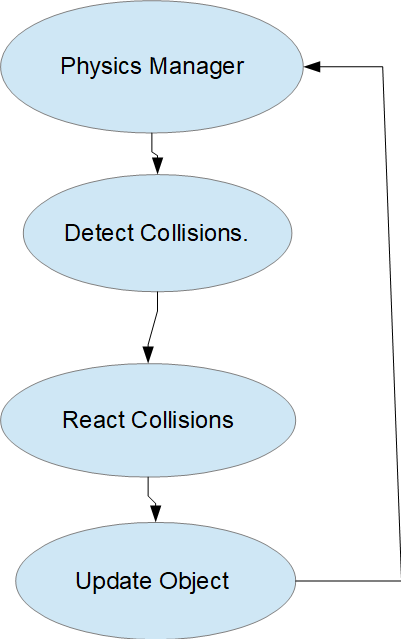 Physics Manager
Detect Collisions.
React Collisions
Update Object